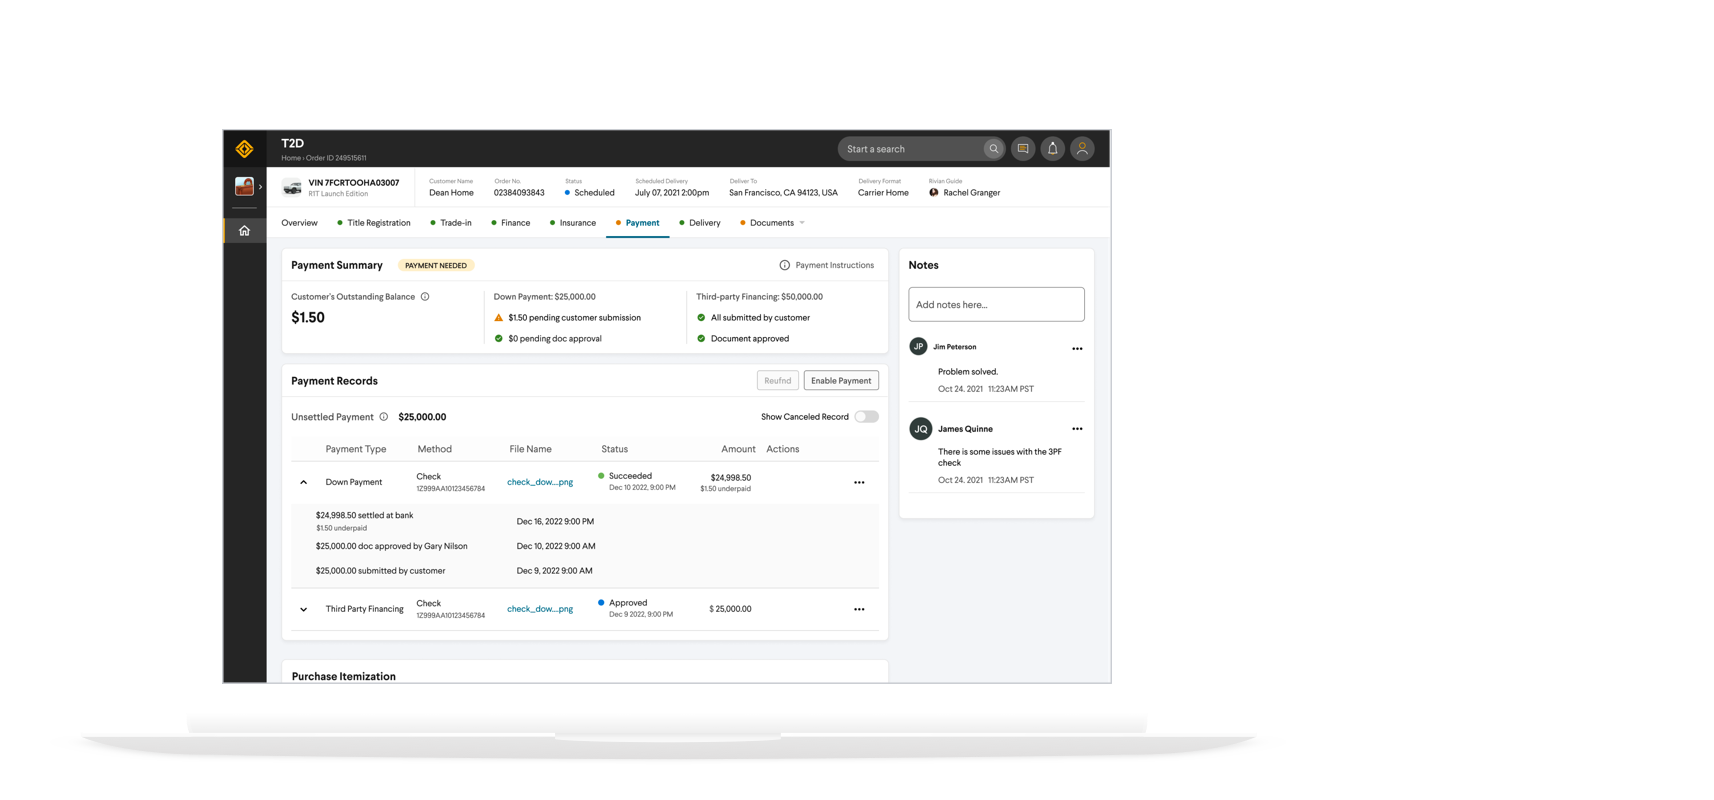 T2D
Home › Order ID 249515611
Start a search
VIN 7FCRTOOHA03007
R1T Launch Edition
Customer Name
Dean Home
Order No.
02384093843
Status
Scheduled
Scheduled Delivery
July 07, 2021 2:00pm
Deliver To
San Francisco, CA 94123, USA
Delivery Format
Carrier Home
Rivian Guide
Rachel Granger
Overview
Title Registration
Trade-in
Finance
Insurance
Payment
Delivery
Documents
Payment Summary
PAYMENT NEEDED
Payment Instructions
Customer's Outstanding Balance
$1.50
Down Payment: $25,000.00
$1.50 pending customer submission
$0 pending doc approval
Third-party Financing: $50,000.00
All submitted by customer
Document approved
Payment Records
Reufnd
Enable Payment
Unsettled Payment
$25,000.00
Show Canceled Record
Payment Type
Method
File Name
Status
Amount
Actions
Down Payment
Check
1Z999AA10123456784
check_dow....png
Succeeded
Dec 10 2022, 9:00 PM
$24,998.50
$1.50 underpaid
$24,998.50 settled at bank
$1.50 underpaid
Dec 16, 2022 9:00 PM
$25,000.00 doc approved by Gary Nilson
Dec 10, 2022 9:00 AM
$25,000.00 submitted by customer
Dec 9, 2022 9:00 AM
Third Party Financing
Check
1Z999AA10123456784
check_dow....png
Approved
Dec 9 2022, 9:00 PM
$ 25,000.00
Purchase Itemization
Notes
Add notes here...
JP
Jim Peterson
Problem solved.
Oct 24. 2021 11:23AM PST
JQ
James Quinne
There is some issues with the 3PF
check
Oct 24. 2021 11:23AM PST